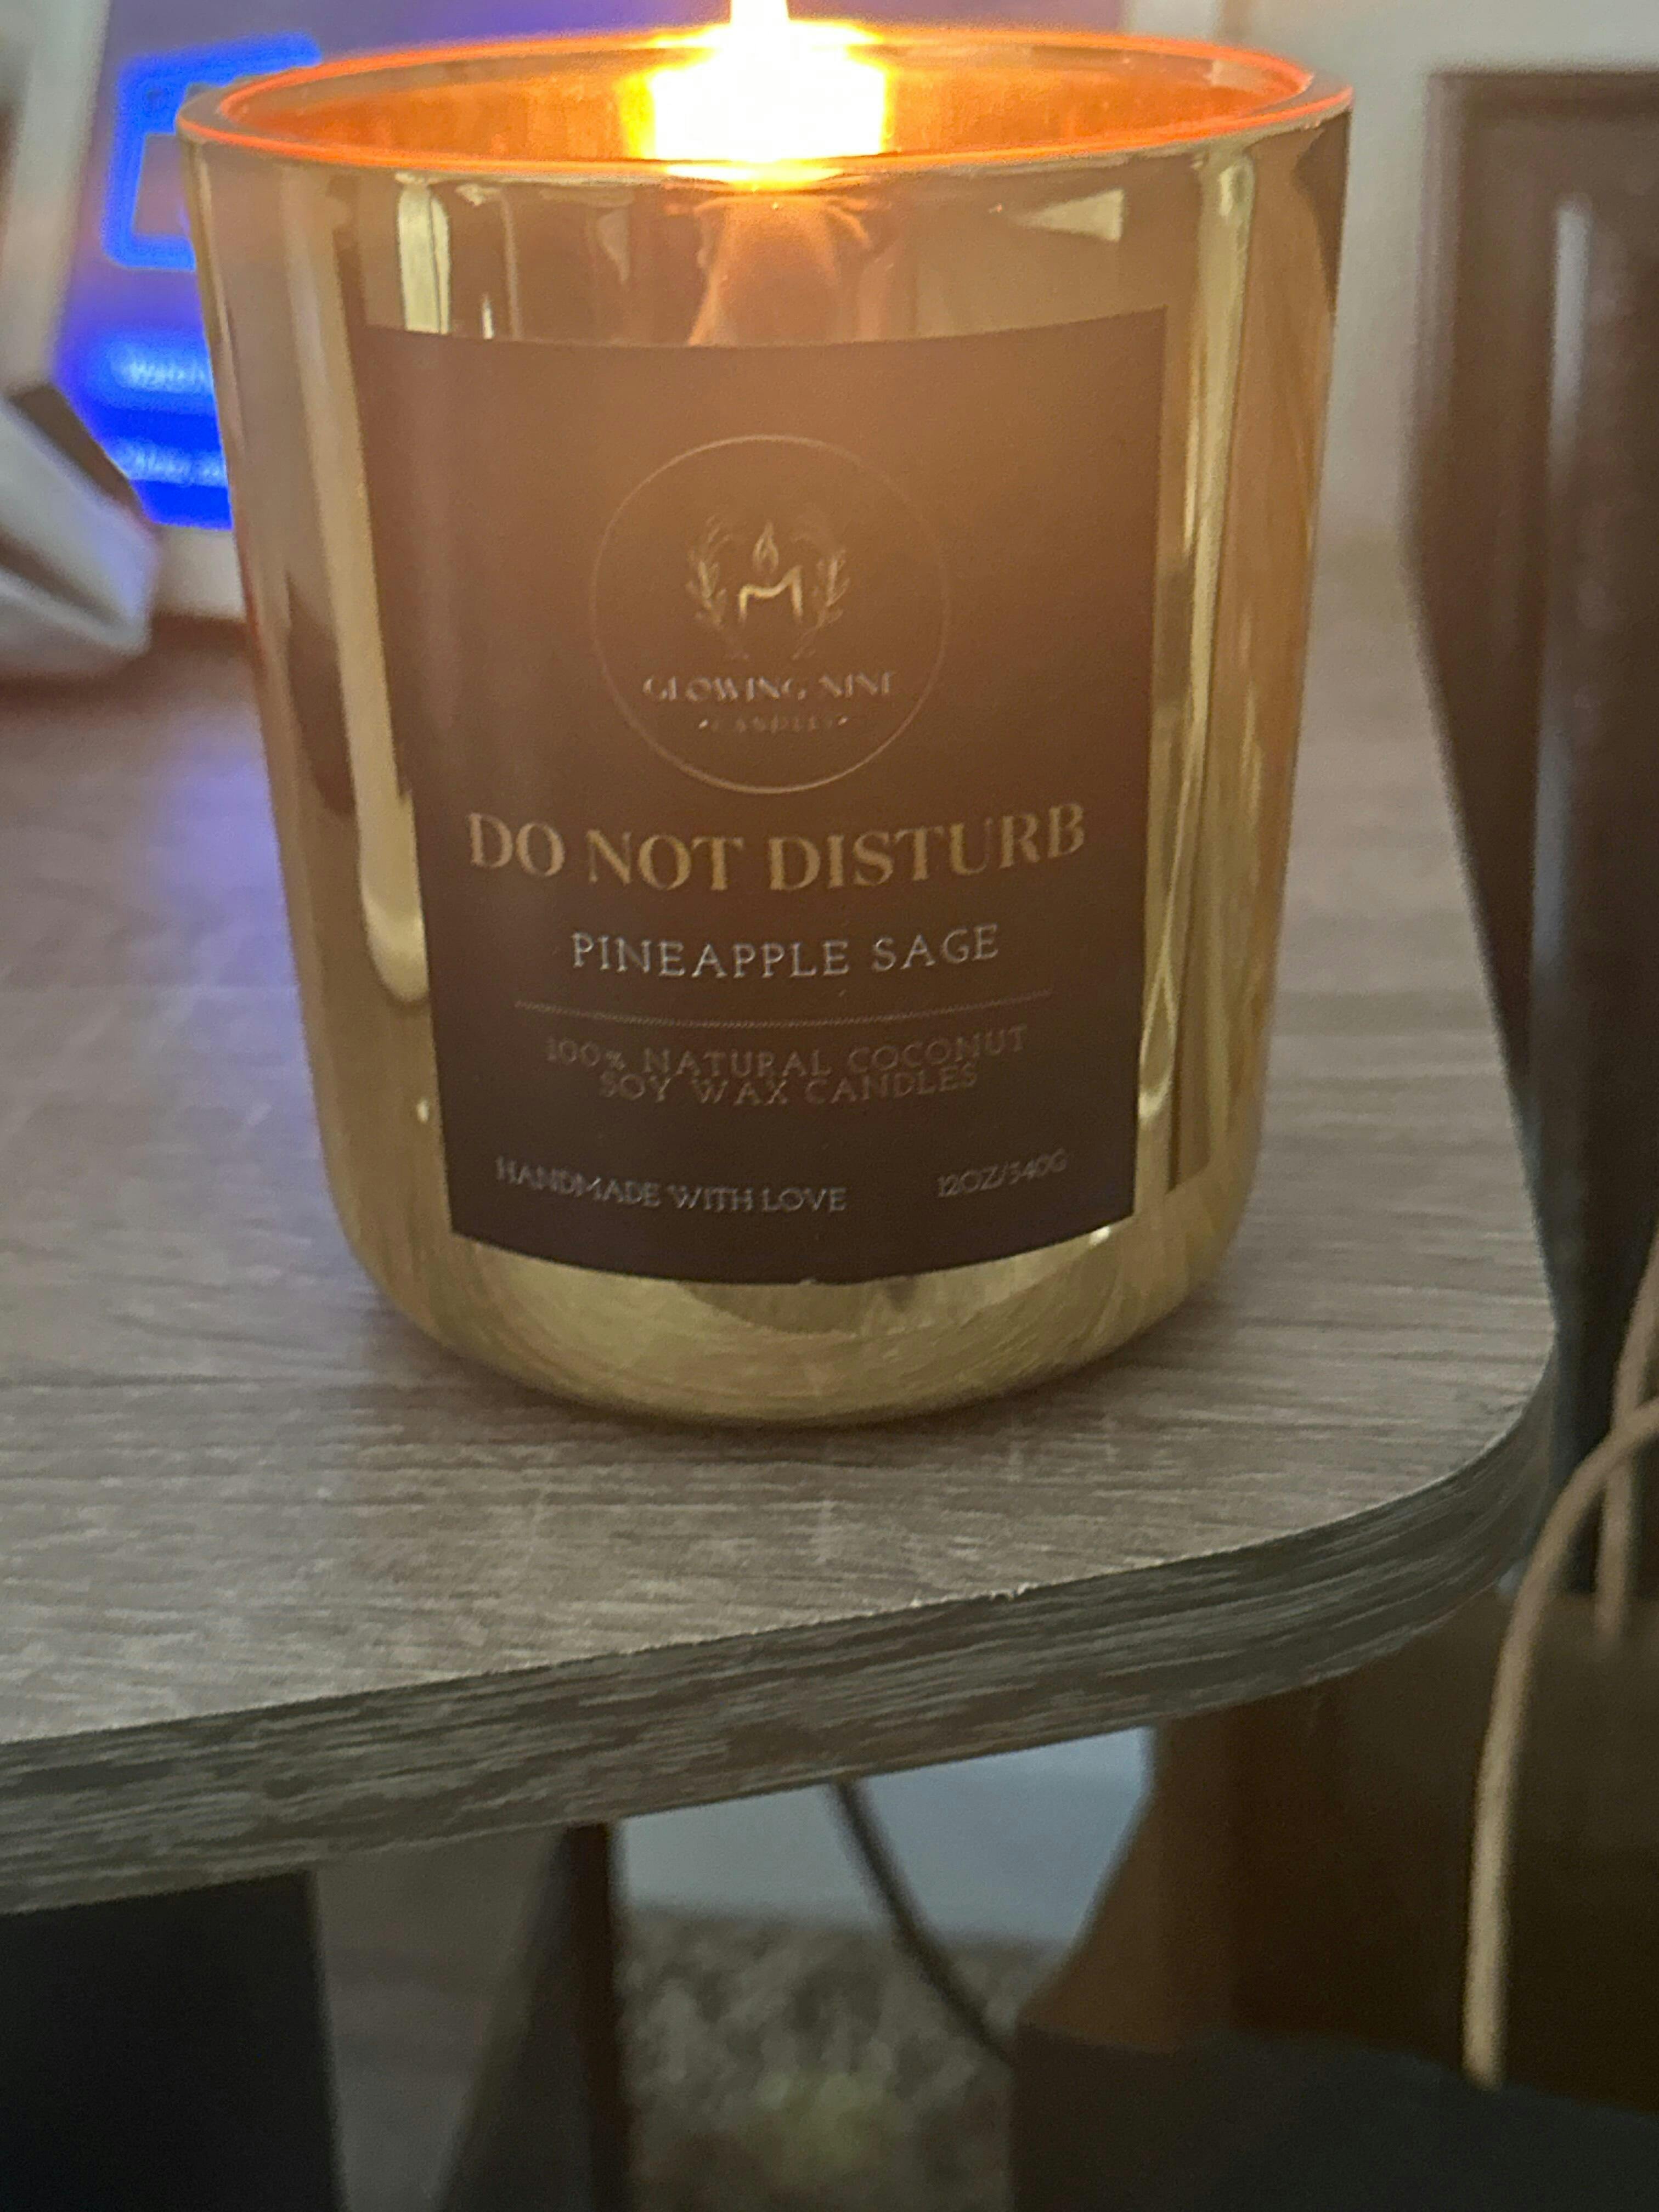 GLOWING NINE
CANDLES
DO NOT DISTURB
PINEAPPLE SAGE
100% NATURAL COCONUT
SOY WAX CANDLES
HANDMADE WITH LOVE 12OZ/340G